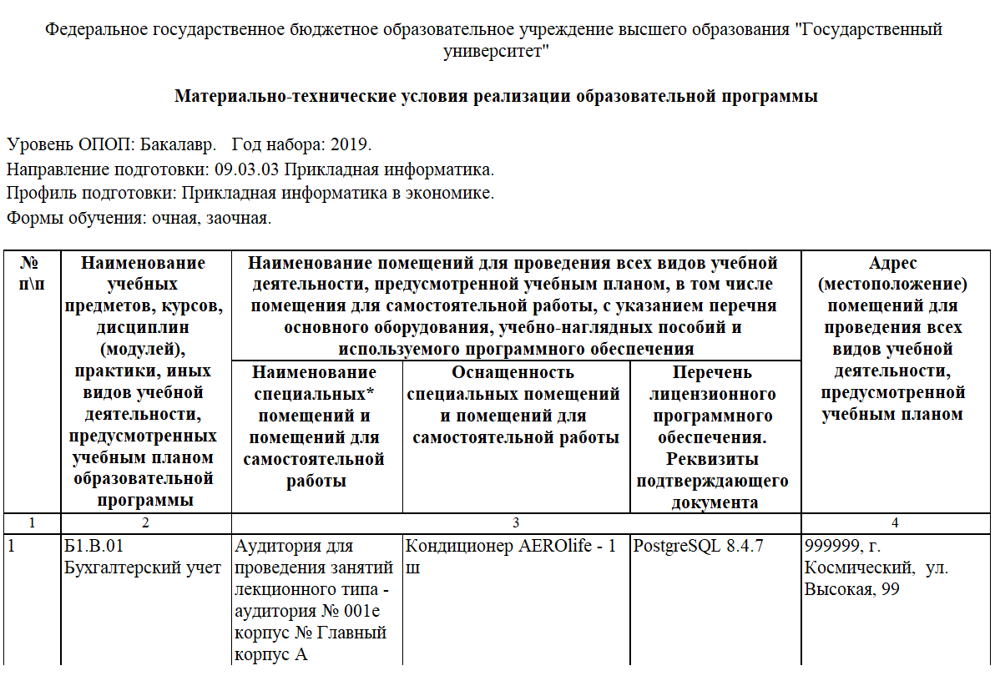 Федеральное государственное бюджетное образовательное учреждение высшего образования "Государственный
университет"
Материально-технические условия реализации образовательной программы
Уровень ОПОП: Бакалавр. Год набора: 2019.
Направление подготовки: 09.03.03 Прикладная информатика.
Профиль подготовки: Прикладная информатика в экономике.
Формы обучения: очная, заочная.
№
п\п
Наименование
учебных
предметов, курсов,
дисциплин
(модулей),
практики, иных
видов учебной
деятельности,
предусмотренных
учебным планом
образовательной
программы
Наименование помещений для проведения всех видов учебной
деятельности, предусмотренной учебным планом, в том числе
помещения для самостоятельной работы, с указанием перечня
основного оборудования, учебно-наглядных пособий и
используемого программного обеспечения
Наименование
специальных*
помещений и
помещений для
самостоятельной
работы
Оснащенность
специальных помещений
и помещений для
самостоятельной работы
Перечень
лицензионного
программного
обеспечения.
Реквизиты
подтверждающего
документа
Адрес
(местоположение)
помещений для
проведения всех
видов учебной
деятельности,
предусмотренной
учебным планом
1
2
3
4
1
Б1.В.01
Бухгалтерский учет
Аудитория для
проведения занятий
лекционного типа -
аудитория № 001е
корпус № Главный
корпус А
Кондиционер AEROlife - 1
ш
PostgreSQL 8.4.7
999999, г.
Космический, ул.
Высокая, 99